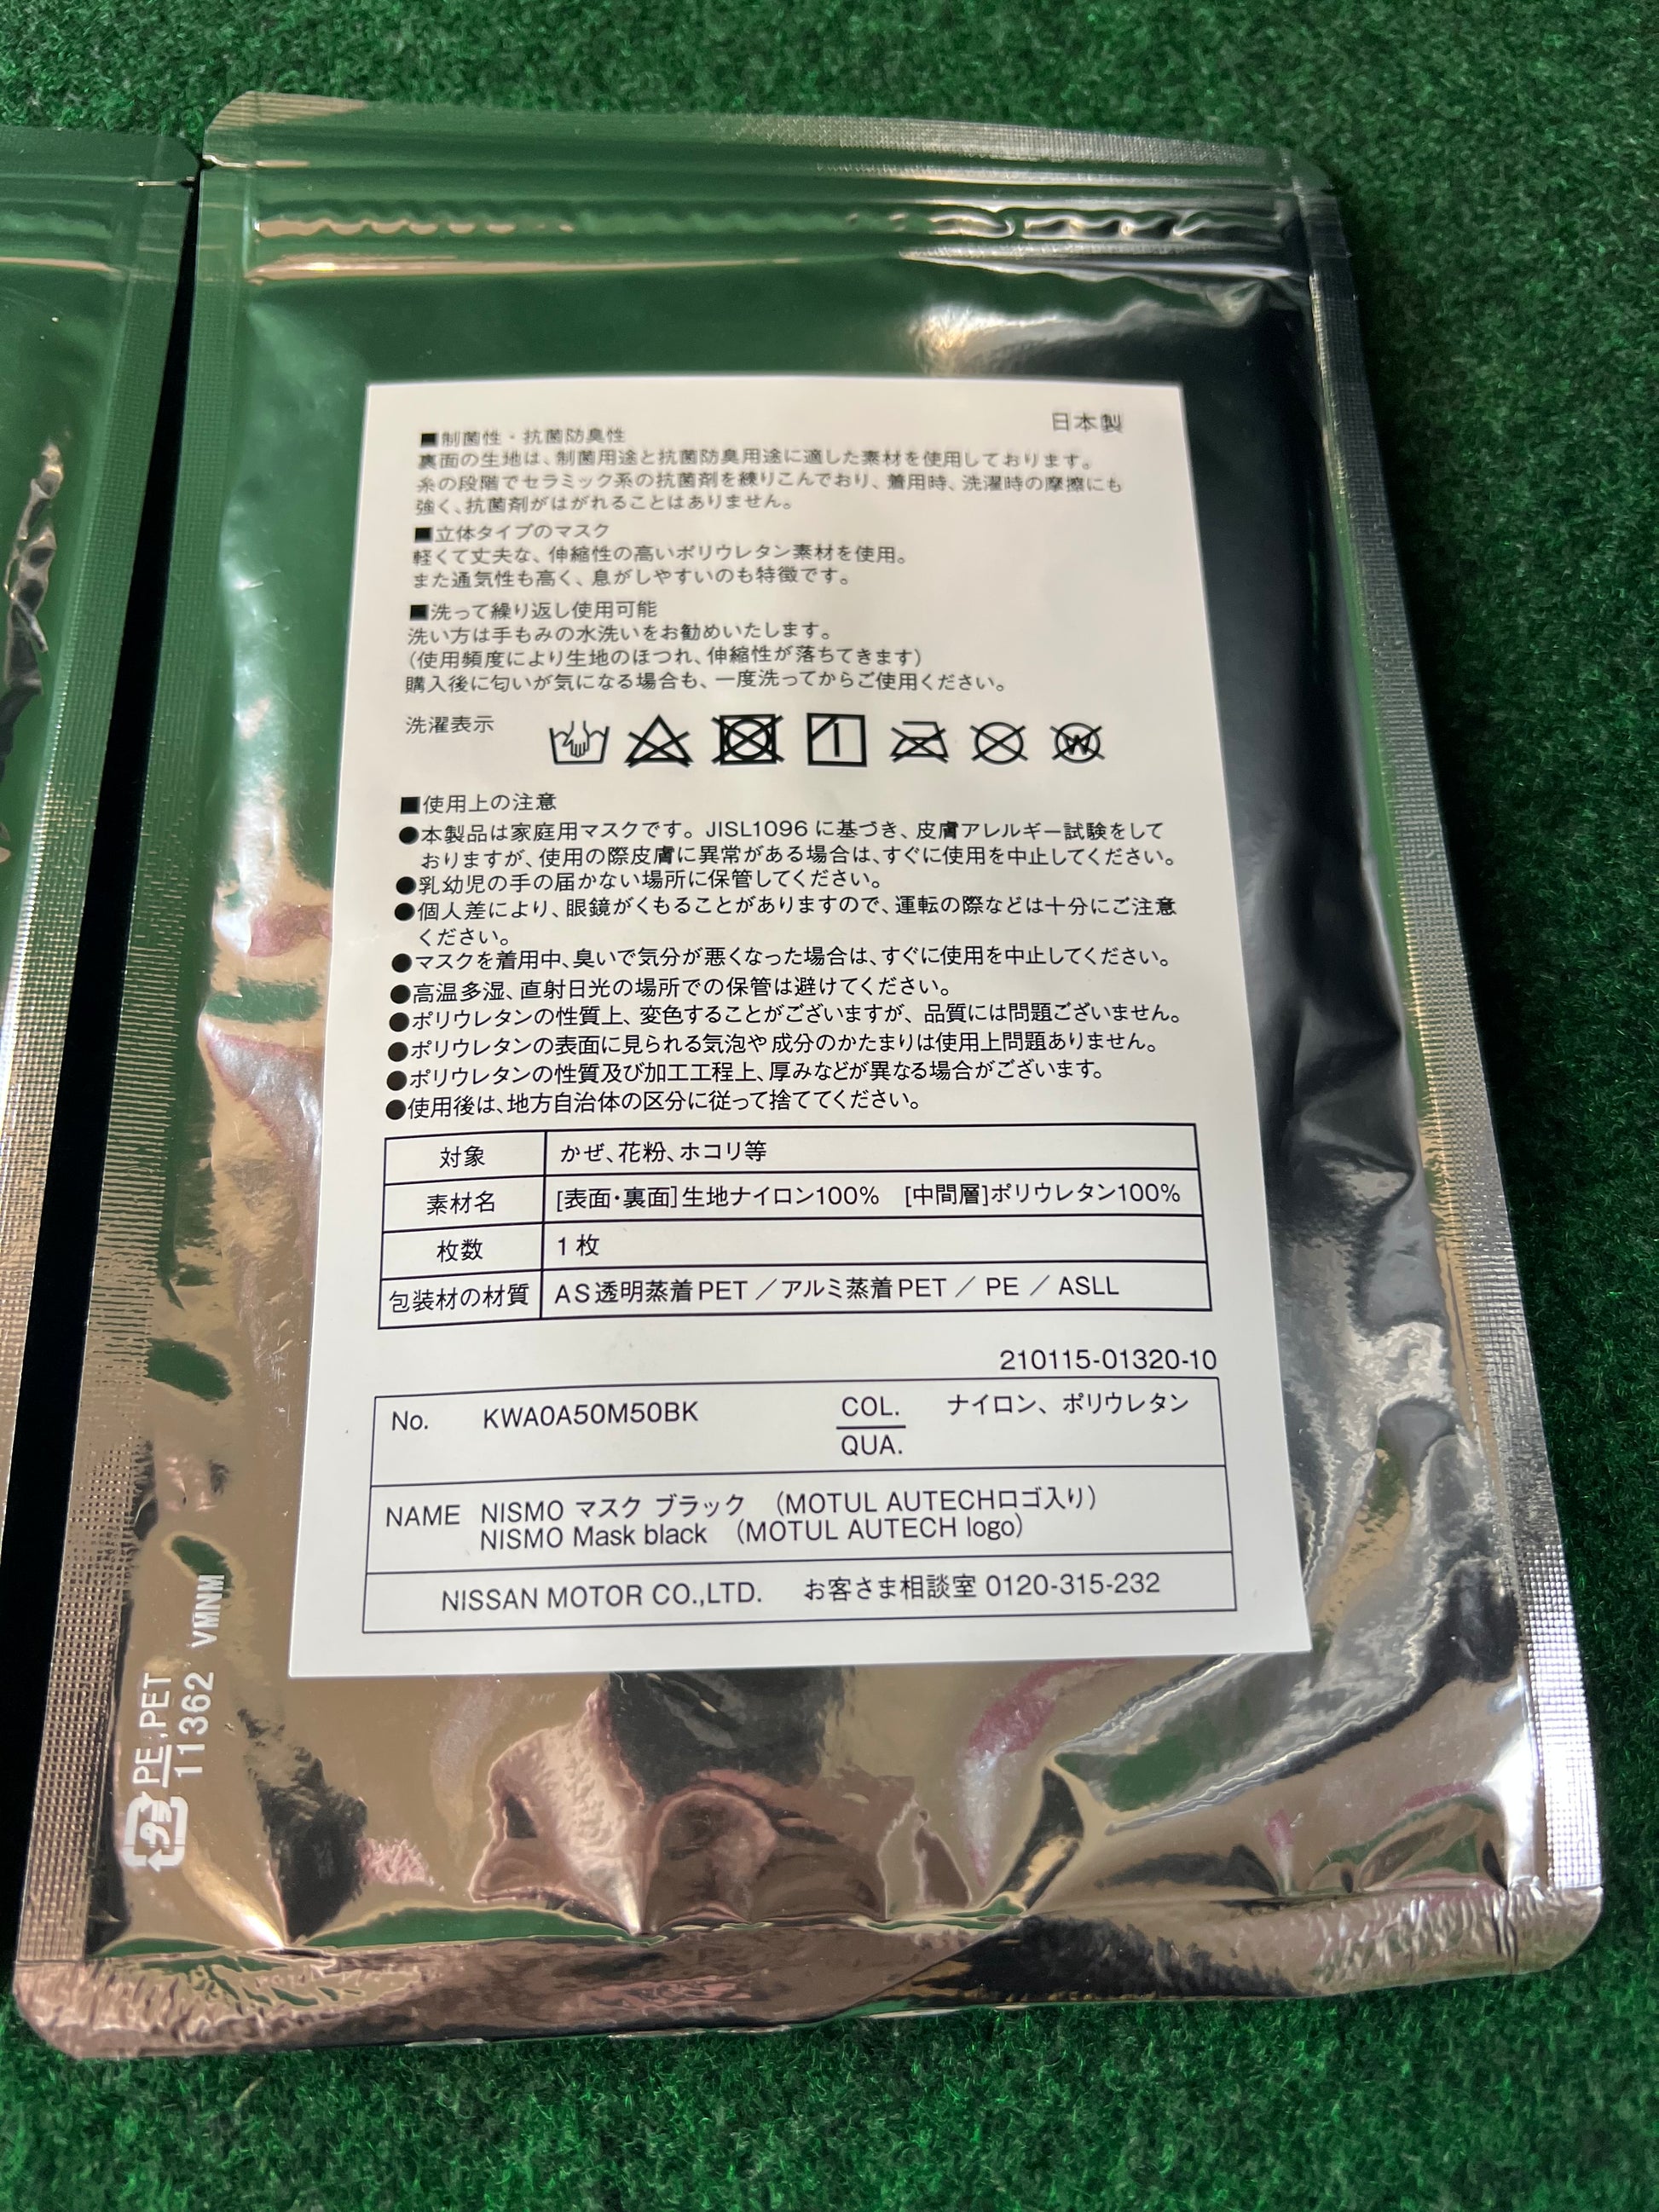 日本製
■制菌性・抗菌防臭性
裏面の生地は、制菌用途と抗菌防臭用途に適した素材を使用しております。
糸の段階でセラミック系の抗菌剤を練りこんでおり、着用時、洗濯時の摩擦にも
強く、抗菌剤がはがれることはありません。
■立体タイプのマスク
軽くて丈夫な、伸縮性の高いポリウレタン素材を使用。
また通気性も高く、息がしやすいのも特徴です。
■洗って繰り返し使用可能
洗い方は手もみの水洗いをお勧めいたします。
(使用頻度により生地のほつれ、伸縮性が落ちてきます)
購入後に匂いが気になる場合も、一度洗ってからご使用ください。
洗濯表示
W
■使用上の注意
●本製品は家庭用マスクです。JISL1096に基づき、皮膚アレルギー試験をして
おりますが、使用の際皮膚に異常がある場合は、すぐに使用を中止してください。
●乳幼児の手の届かない場所に保管してください。
●個人差により、眼鏡がくもることがありますので、運転の際などは十分にご注意
ください。
●マスクを着用中、臭いで気分が悪くなった場合は、すぐに使用を中止してください。
●高温多湿、直射日光の場所での保管は避けてください。
●ポリウレタンの性質上、変色することがございますが、品質には問題ございません。
●ポリウレタンの表面に見られる気泡や成分のかたまりは使用上問題ありません。
●ポリウレタンの性質及び加工工程上、厚みなどが異なる場合がございます。
●使用後は、地方自治体の区分に従って捨ててください。
対象 かぜ、花粉、ホコリ等
素材名 [表面・裏面]生地ナイロン100% [中間層]ポリウレタン100%
枚数 1枚
包装材の材質 AS透明蒸着PET／アルミ蒸着PET／PE／ASLL
210115-01320-10
No. KWA0A50M50BK COL. ナイロン、ポリウレタン
QUA.
NAME NISMO マスク ブラック （MOTUL AUTECHロゴ入り）
NISMO Mask black （MOTUL AUTECH logo）
NISSAN MOTOR CO.,LTD. お客さま相談室 0120-315-232
プラ PE,PET
11362 VMNM